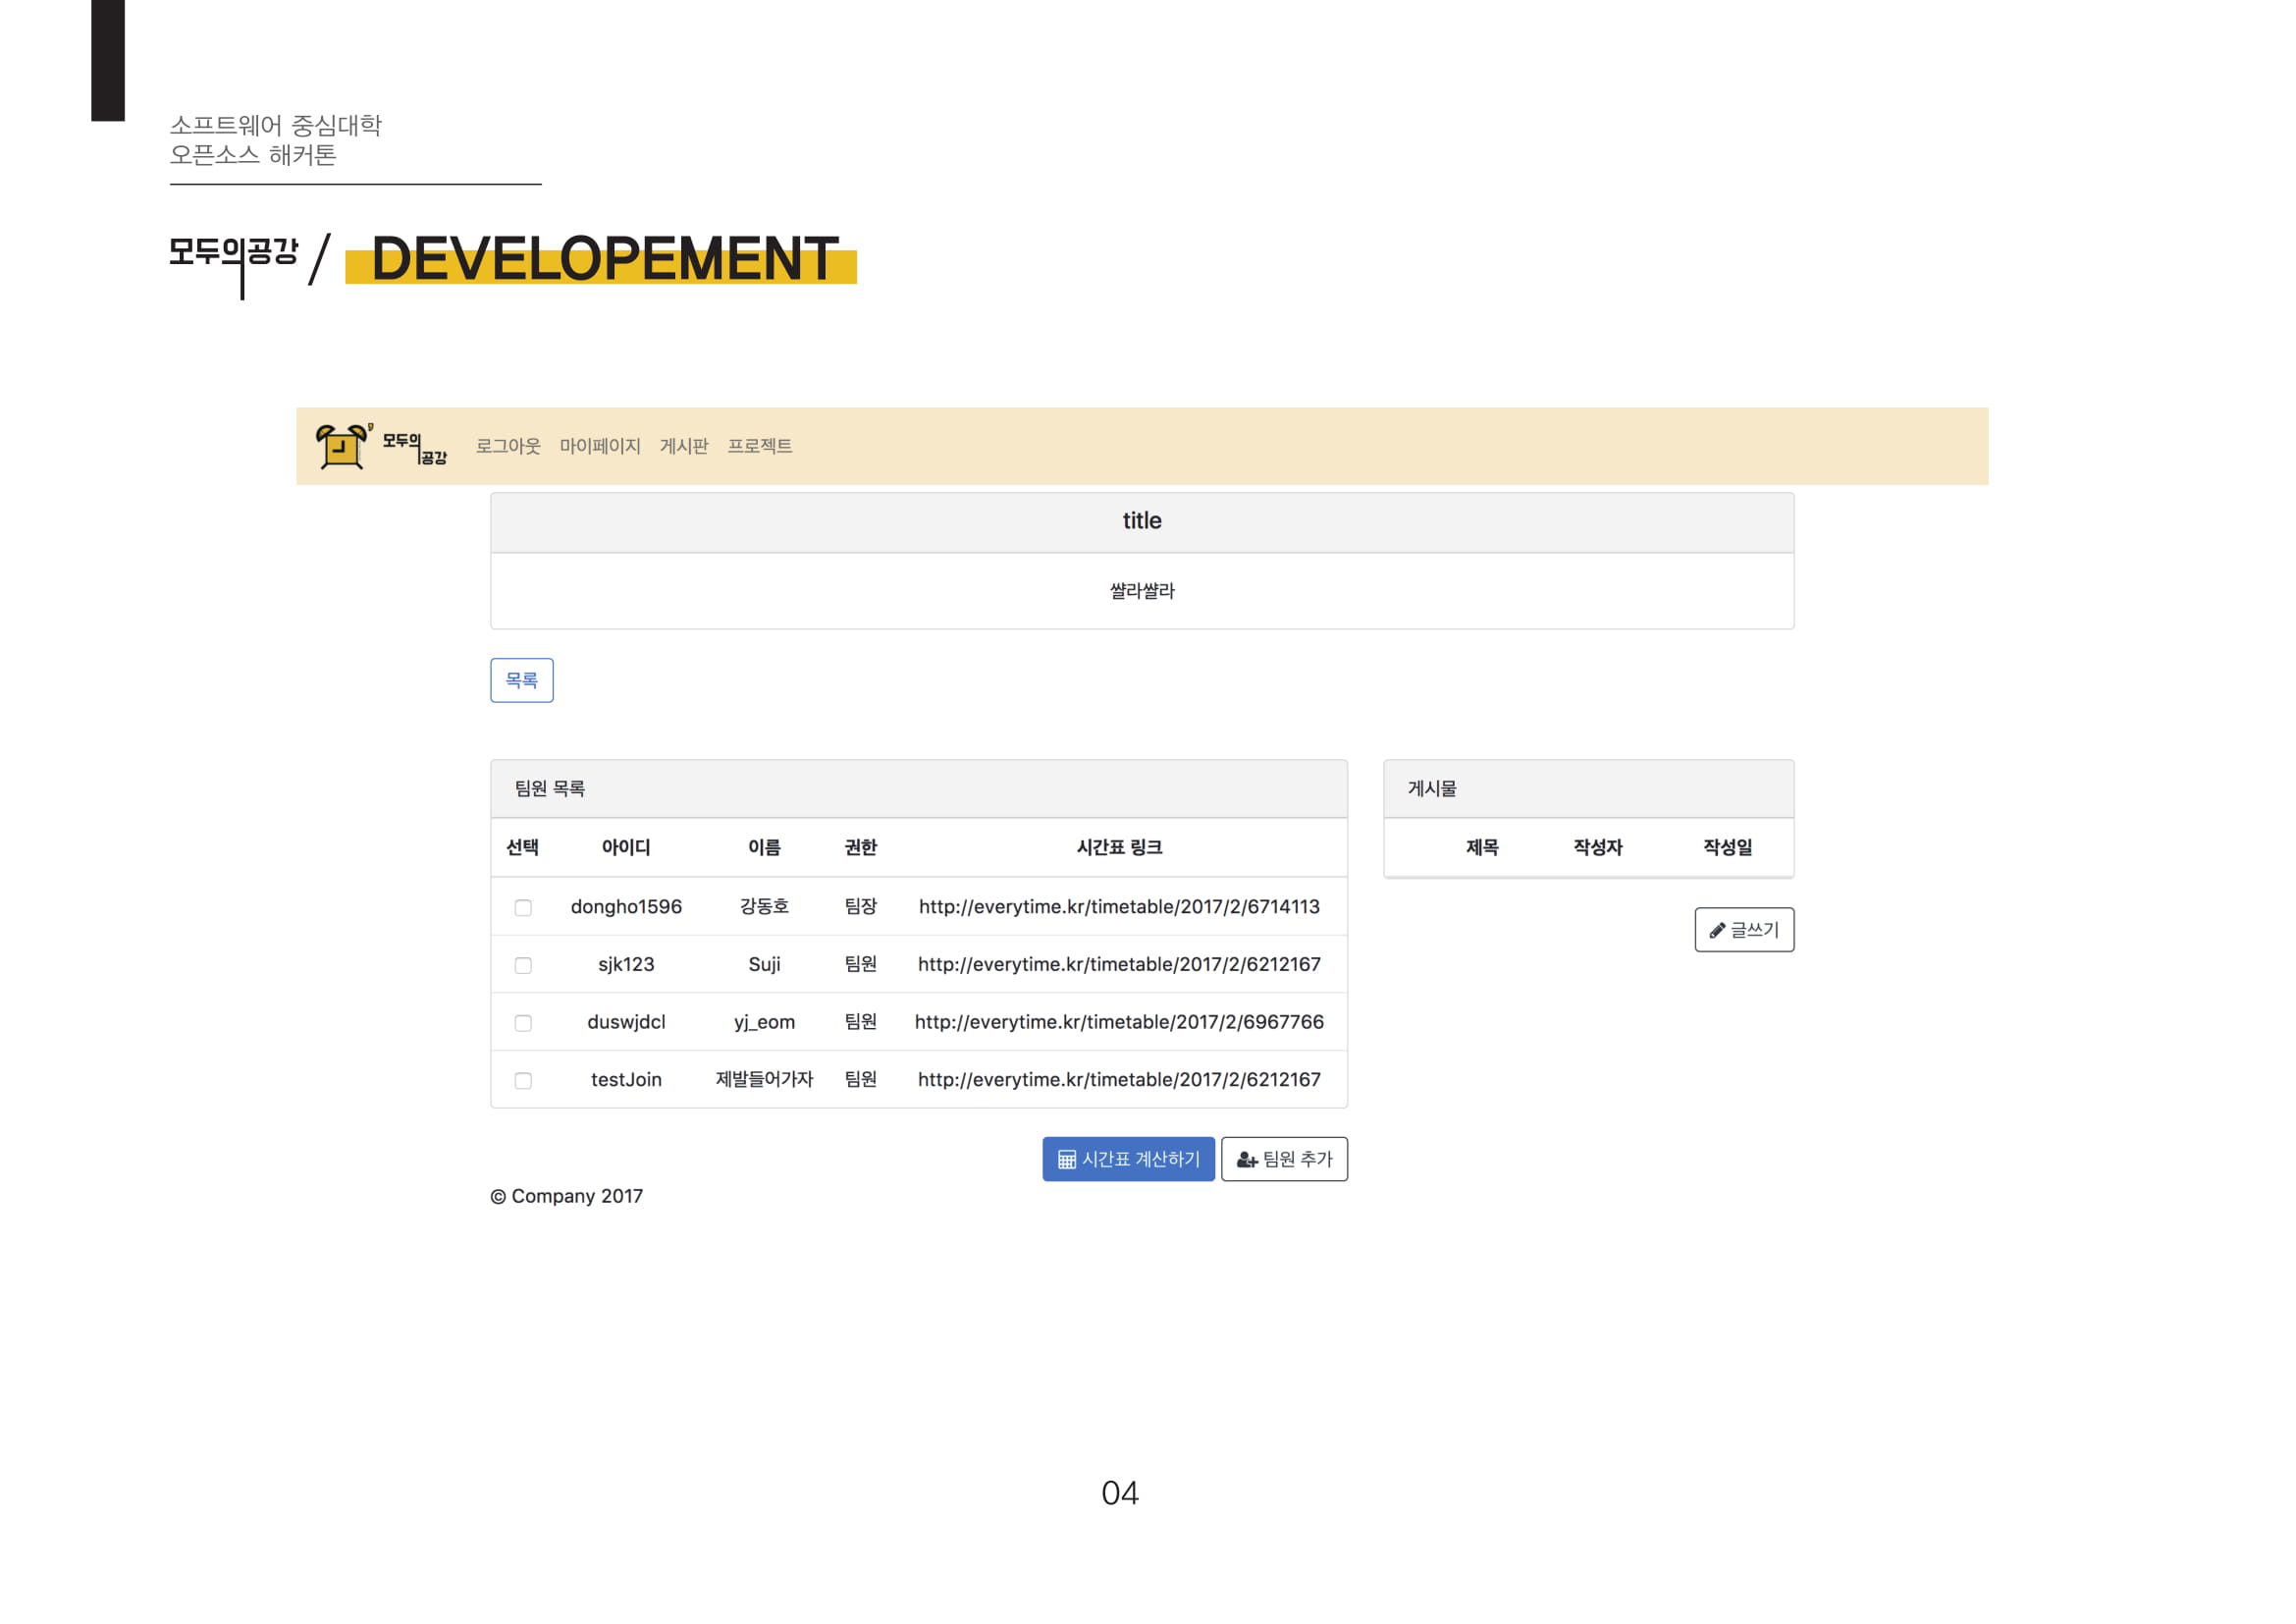 소프트웨어 중심대학
오픈소스 해커톤
모두의공강 / DEVELOPEMENT
모두의 공강 로그아웃 마이페이지 게시판 프로젝트
title
쌸라쌸라
목록
팀원 목록
선택 아이디 이름 권한 시간표 링크
dongho1596 강동호 팀장 http://everytime.kr/timetable/2017/2/6714113
sjk123 Suji 팀원 http://everytime.kr/timetable/2017/2/6212167
duswjdcl yj_eom 팀원 http://everytime.kr/timetable/2017/2/6967766
testJoin 제발들어가자 팀원 http://everytime.kr/timetable/2017/2/6212167
시간표 계산하기 팀원 추가
게시물
제목 작성자 작성일
글쓰기
© Company 2017
04